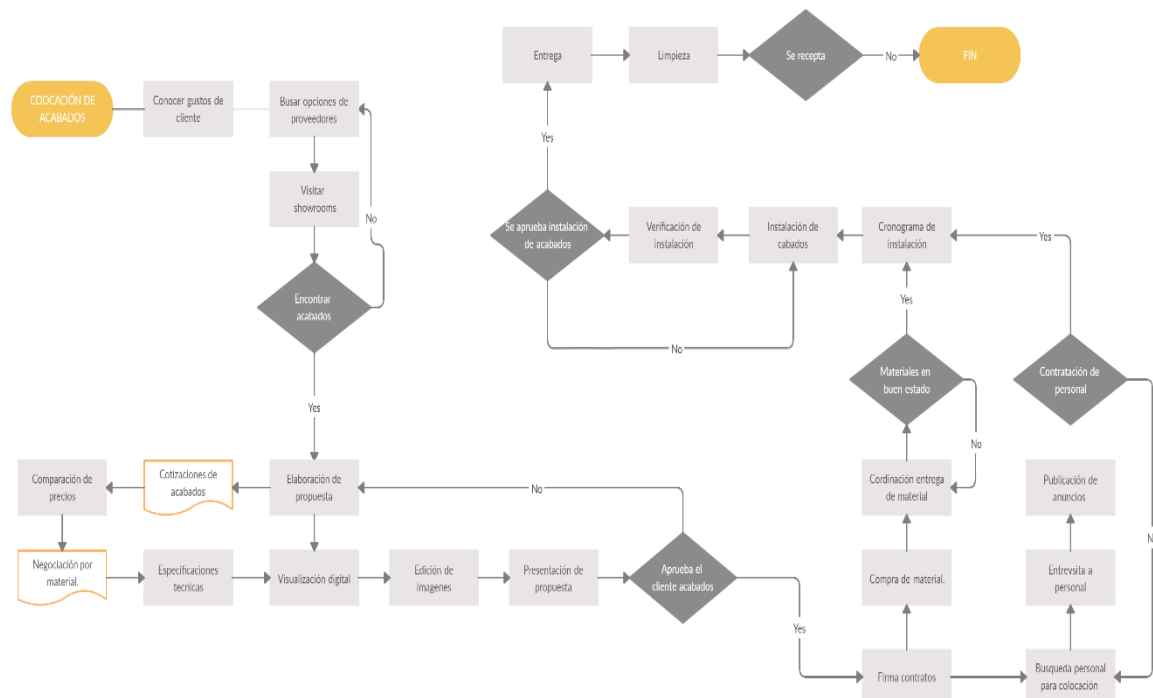 COOCACIÓN DE
ACABADOS
Conocer gustos de
cliente
Busar opciones de
proveedores
Visitar
showrooms
No
Encontrar
acabados
Yes
Elaboración de
propuesta
Cotizaciones de
acabados
Comparación de
precios
Negociación por
material.
Especificaciones
tecnicas
Visualización digital
Edición de
imagenes
Presentación de
propuesta
Aprueba el
cliente acabados
No
Yes
Firma contratos
Compra de material.
Cordinación entrega
de material
Materiales en
buen estado
No
Yes
Busqueda personal
para colocación
Entrevsita a
personal
Publicación de
anuncios
Contratación de
personal
N
Yes
Cronograma de
instalación
Instalación de
cabados
Verificación de
instalación
Se aprueba instalación
de acabados
No
Yes
Entrega
Limpieza
Se recepta
No
FIN